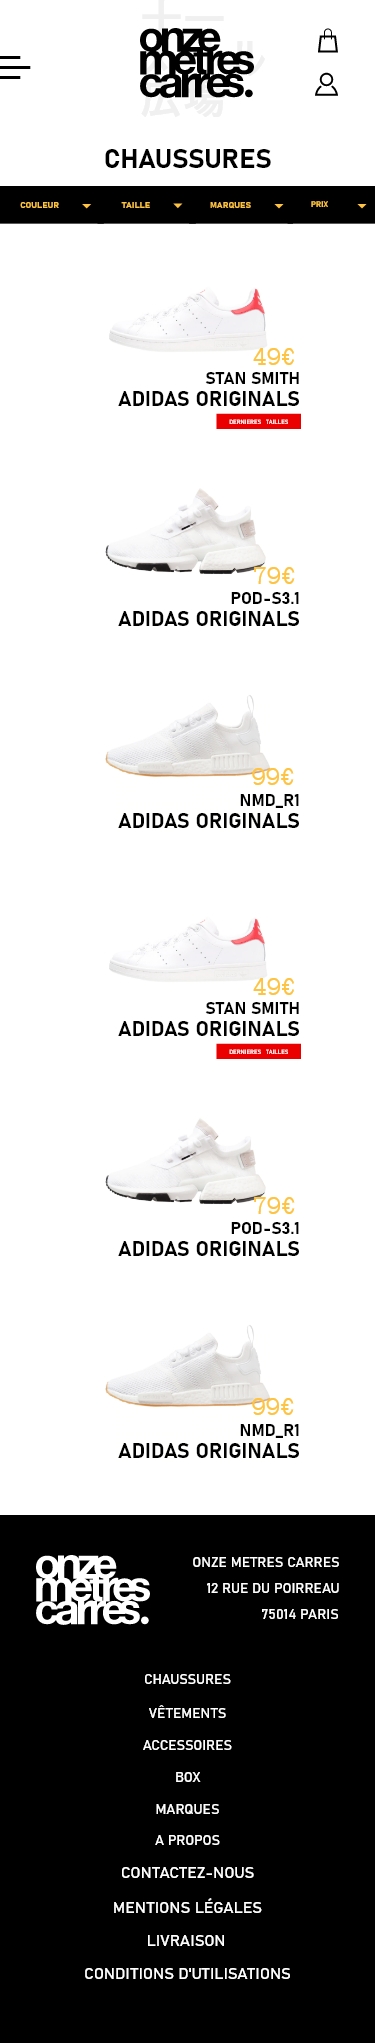 onze
metres
carres.
CHAUSSURES
COULEUR TAILLE MARQUES PRIX
49€
STAN SMITH
ADIDAS ORIGINALS
DERNIERES TAILLES
79€
POD-S3.1
ADIDAS ORIGINALS
99€
NMD_R1
ADIDAS ORIGINALS
49€
STAN SMITH
ADIDAS ORIGINALS
DERNIERES TAILLES
79€
POD-S3.1
ADIDAS ORIGINALS
99€
NMD_R1
ADIDAS ORIGINALS
onze
metres
carres.
ONZE METRES CARRES
12 RUE DU POIRREAU
75014 PARIS
CHAUSSURES
VÊTEMENTS
ACCESSOIRES
BOX
MARQUES
A PROPOS
CONTACTEZ-NOUS
MENTIONS LÉGALES
LIVRAISON
CONDITIONS D'UTILISATIONS